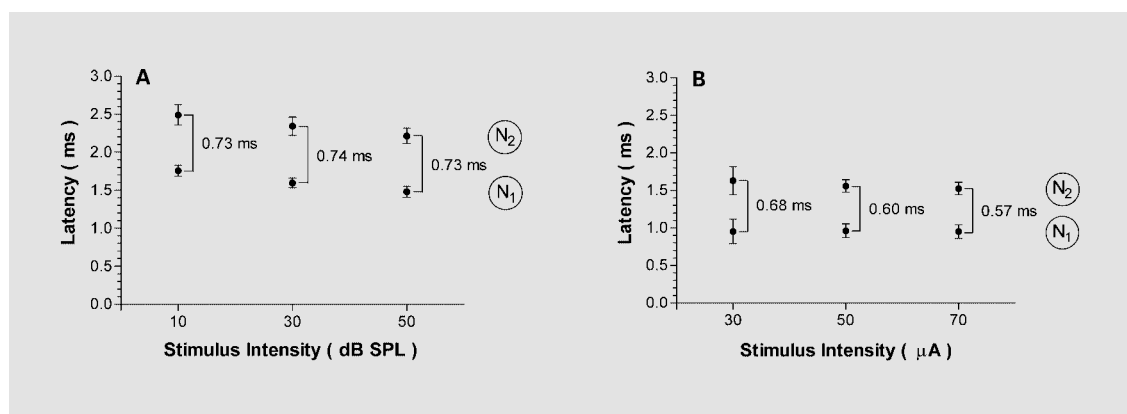 A
3.0
2.5
2.0
1.5
1.0
0.5
0.0
Latency ( ms )
0.73 ms
0.74 ms
0.73 ms
N2
N1
10 30 50
Stimulus Intensity ( dB SPL )
B
3.0
2.5
2.0
1.5
1.0
0.5
0.0
Latency ( ms )
0.68 ms
0.60 ms
0.57 ms
N2
N1
30 50 70
Stimulus Intensity ( μA )